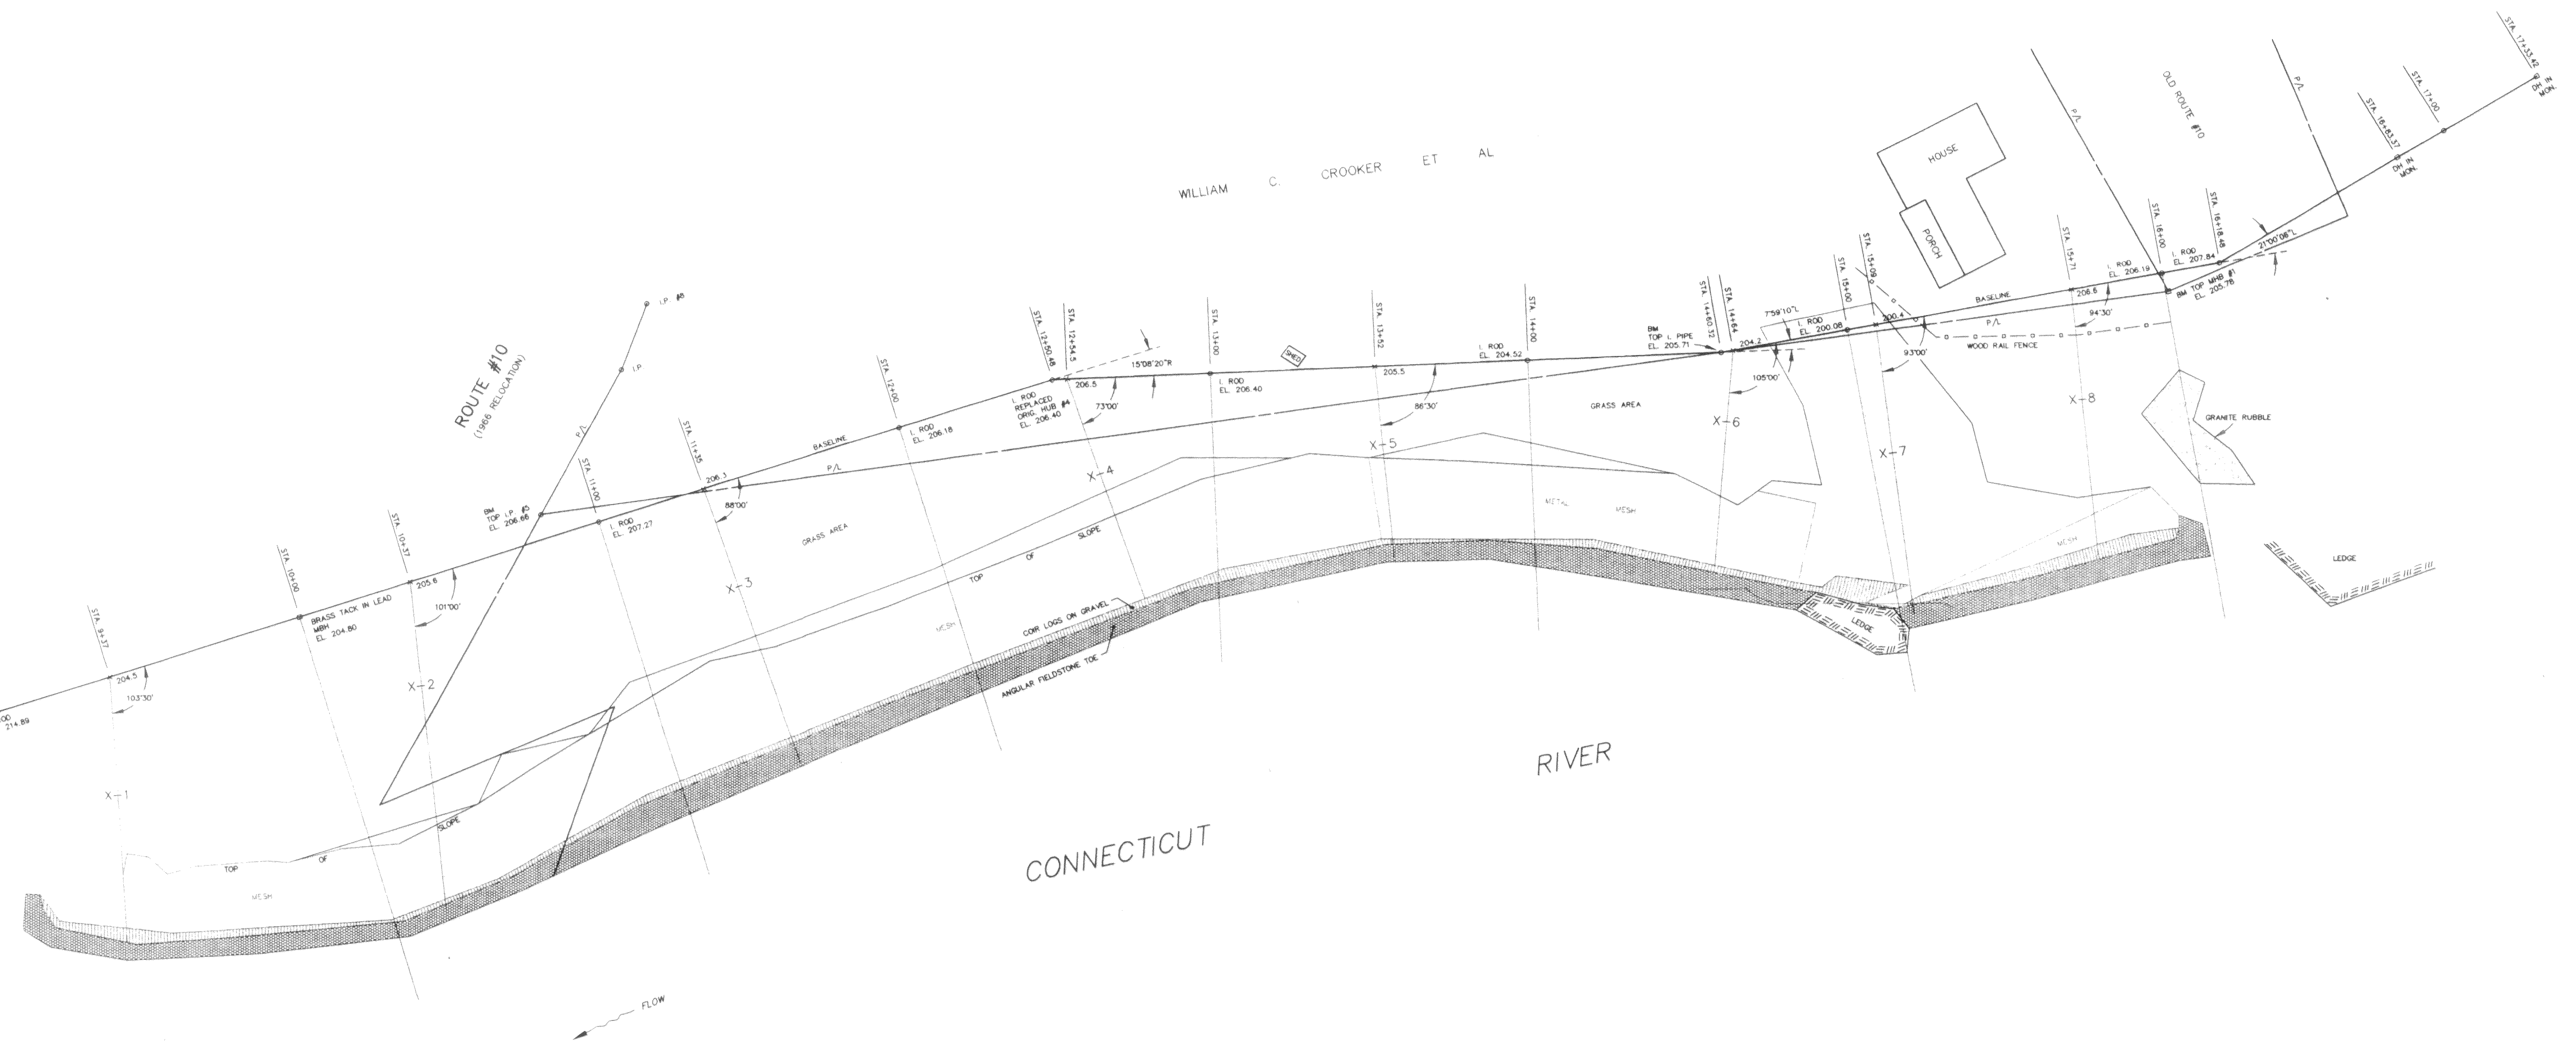 WILLIAM C. CROOKER ET AL
ROUTE #10
(1966 RELOCATION)
I.P. #8
I.P.
P/L
STA. 9+37
204.5
103°30'
X-1
OD
214.89
STA. 10+00
BRASS TACK IN LEAD
MBH
EL 204.80
STA. 10+37
205.6
101°00'
X-2
BM
TOP I.P. #5
EL. 206.66
STA. 11+00
I. ROD
EL. 207.27
STA. 11+35
206.3
88°00'
X-3
BASELINE
P/L
GRASS AREA
STA. 12+00
I. ROD
EL. 206.18
STA. 12+50.48
STA. 12+54.5
I. ROD
REPLACED
ORIG. HUB #4
EL. 206.40
206.5
73°00'
15°08'20"R
X-4
STA. 13+00
I. ROD
EL. 206.40
SHED
STA. 13+52
205.5
86°30'
X-5
STA. 14+00
I. ROD
EL. 204.52
GRASS AREA
BM
TOP I. PIPE
EL. 205.71
STA. 14+60.32
STA. 14+64
204.2
105°00'
7°59'10"L
X-6
STA. 15+00
I. ROD
EL. 200.08
STA. 15+09
200.4
93°00'
X-7
HOUSE
PORCH
BASELINE
P/L
WOOD RAIL FENCE
STA. 15+71
206.6
94°30'
X-8
STA. 16+00
I. ROD
EL. 206.19
STA. 16+18.48
I. ROD
EL. 207.84
BM TOP MHB #1
EL. 205.78
21°00'06"L
P/L
OLD ROUTE #10
P/L
STA. 16+83.37
DH IN
MON.
STA. 17+00
STA. 17+33.42
DH IN
MON.
GRANITE RUBBLE
LEDGE
LEDGE
METAL MESH
MESH
TOP OF SLOPE
MESH
COIR LOGS ON GRAVEL
ANGULAR FIELDSTONE TOE
TOP OF SLOPE
MESH
CONNECTICUT RIVER
FLOW